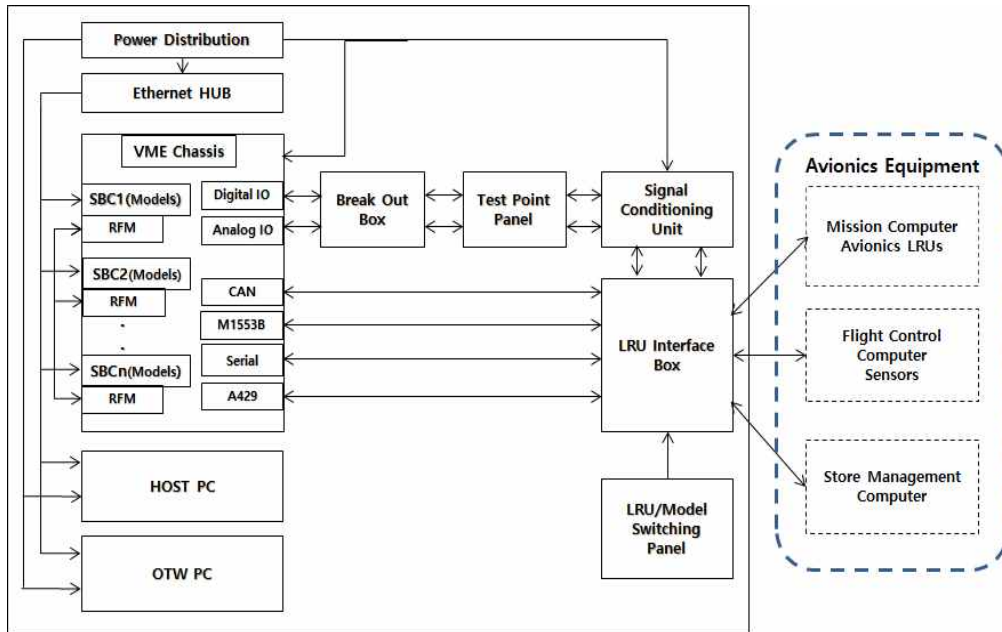 Power Distribution
Ethernet HUB
VME Chassis
SBC1(Models)
RFM
SBC2(Models)
RFM
.
.
SBCn(Models)
RFM
Digital IO
Analog IO
CAN
M1553B
Serial
A429
Break Out
Box
Test Point
Panel
Signal
Conditioning
Unit
LRU Interface
Box
LRU/Model
Switching
Panel
HOST PC
OTW PC
Avionics Equipment
Mission Computer
Avionics LRUs
Flight Control
Computer
Sensors
Store Management
Computer